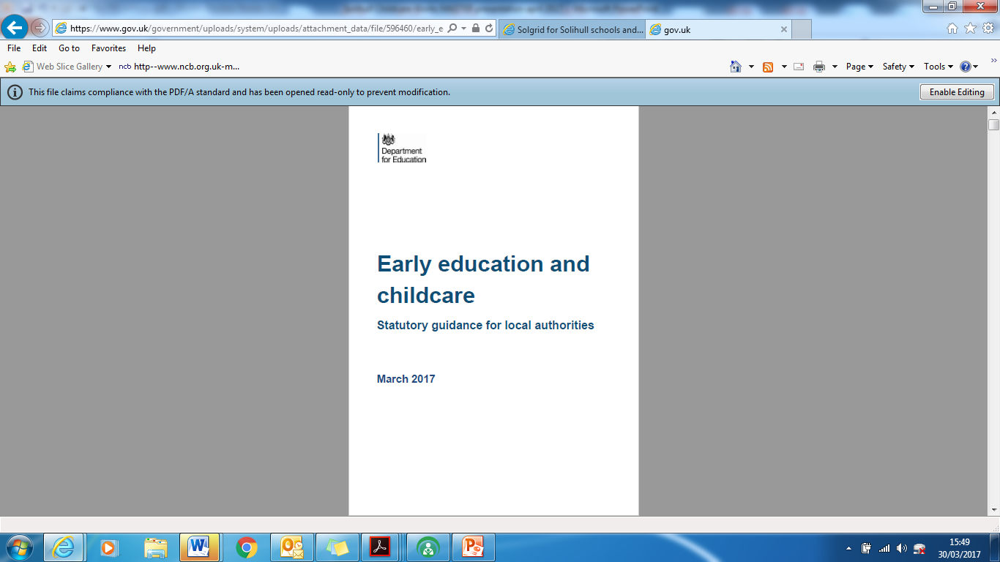 https://www.gov.uk/government/uploads/system/uploads/attachment_data/file/596460/early_e
Solgrid for Solihull schools and...
gov.uk
File Edit Go to Favorites Help
Web Slice Gallery
ncb http--www.ncb.org.uk-m...
Page Safety Tools
This file claims compliance with the PDF/A standard and has been opened read-only to prevent modification.
Enable Editing
Department
for Education
Early education and
childcare
Statutory guidance for local authorities
March 2017
15:49
30/03/2017